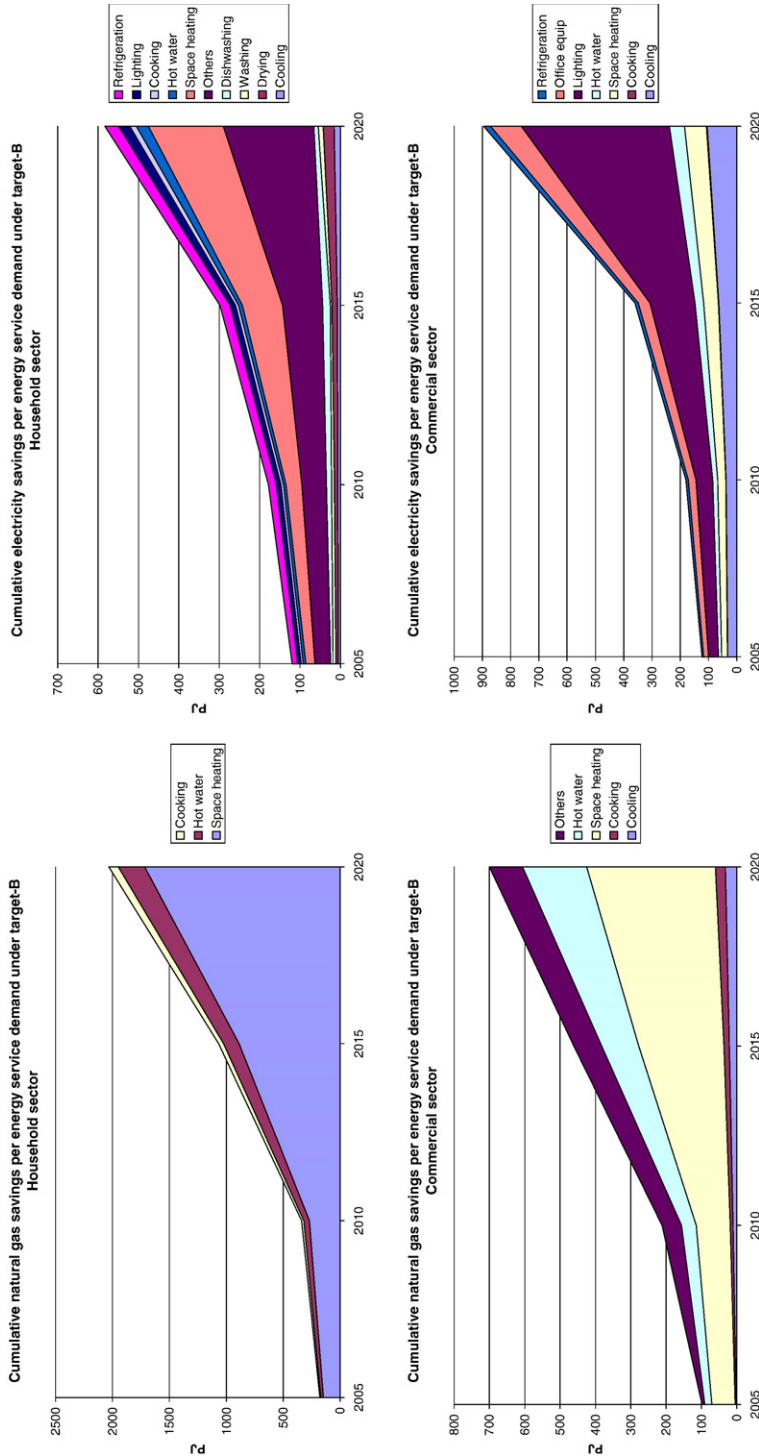 Cumulative natural gas savings per energy service demand under target-B
Household sector
2500
2000
1500
1000
500
0
PJ
2005
2010
2015
2020
Cooking
Hot water
Space heating
Cumulative electricity savings per energy service demand under target-B
Household sector
700
600
500
400
300
200
100
0
PJ
2005
2010
2015
2020
Refrigeration
Lighting
Cooking
Hot water
Space heating
Others
Dishwashing
Washing
Drying
Cooling
Cumulative natural gas savings per energy service demand under target-B
Commercial sector
800
700
600
500
400
300
200
100
0
PJ
2005
2010
2015
2020
Others
Hot water
Space heating
Cooking
Cooling
Cumulative electricity savings per energy service demand under target-B
Commercial sector
1000
900
800
700
600
500
400
300
200
100
0
PJ
2005
2010
2015
2020
Refrigeration
Office equip
Lighting
Hot water
Space heating
Cooking
Cooling